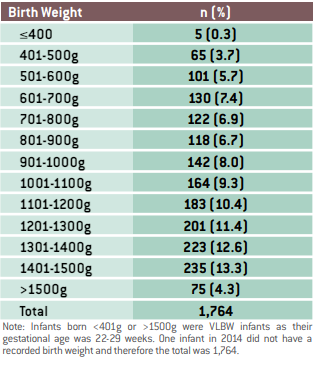 Birth Weight n (%)
≤400 5 (0.3)
401-500g 65 (3.7)
501-600g 101 (5.7)
601-700g 130 (7.4)
701-800g 122 (6.9)
801-900g 118 (6.7)
901-1000g 142 (8.0)
1001-1100g 164 (9.3)
1101-1200g 183 (10.4)
1201-1300g 201 (11.4)
1301-1400g 223 (12.6)
1401-1500g 235 (13.3)
>1500g 75 (4.3)
Total 1,764
Note: Infants born <401g or >1500g were VLBW infants as their
gestational age was 22-29 weeks. One infant in 2014 did not have a
recorded birth weight and therefore the total was 1,764.